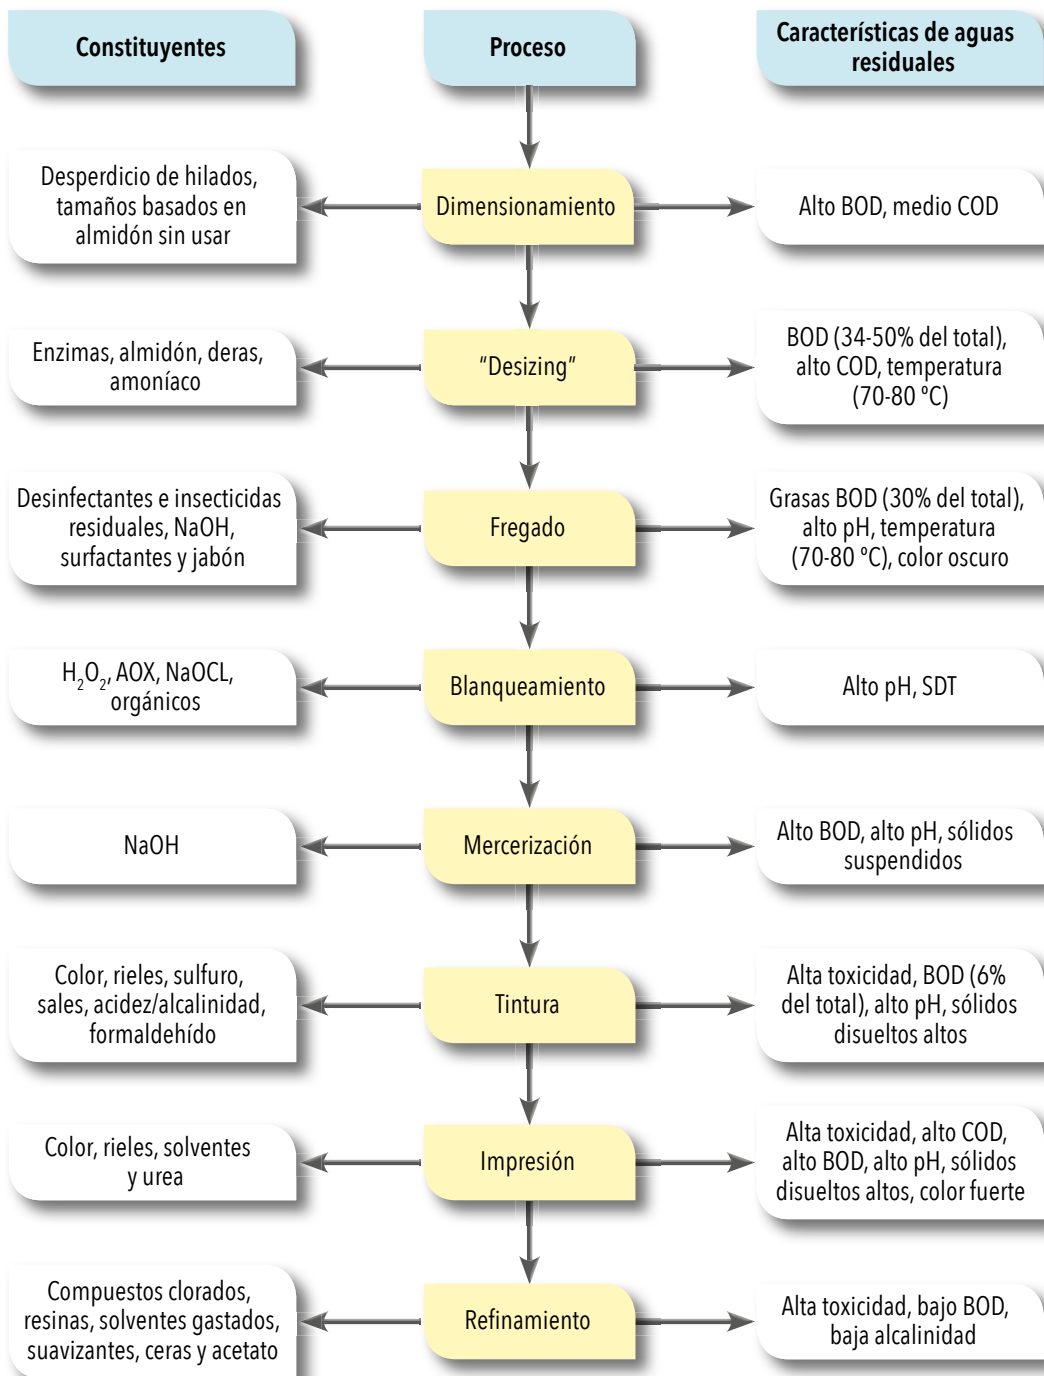 Constituyentes
Proceso
Características de aguas
residuales
Desperdicio de hilados,
tamaños basados en
almidón sin usar
Dimensionamiento
Alto BOD, medio COD
Enzimas, almidón, deras,
amoníaco
"Desizing"
BOD (34-50% del total),
alto COD, temperatura
(70-80 ºC)
Desinfectantes e insecticidas
residuales, NaOH,
surfactantes y jabón
Fregado
Grasas BOD (30% del total),
alto pH, temperatura
(70-80 ºC), color oscuro
H₂O₂, AOX, NaOCL,
orgánicos
Blanqueamiento
Alto pH, SDT
NaOH
Mercerización
Alto BOD, alto pH, sólidos
suspendidos
Color, rieles, sulfuro,
sales, acidez/alcalinidad,
formaldehído
Tintura
Alta toxicidad, BOD (6%
del total), alto pH, sólidos
disueltos altos
Color, rieles, solventes
y urea
Impresión
Alta toxicidad, alto COD,
alto BOD, alto pH, sólidos
disueltos altos, color fuerte
Compuestos clorados,
resinas, solventes gastados,
suavizantes, ceras y acetato
Refinamiento
Alta toxicidad, bajo BOD,
baja alcalinidad